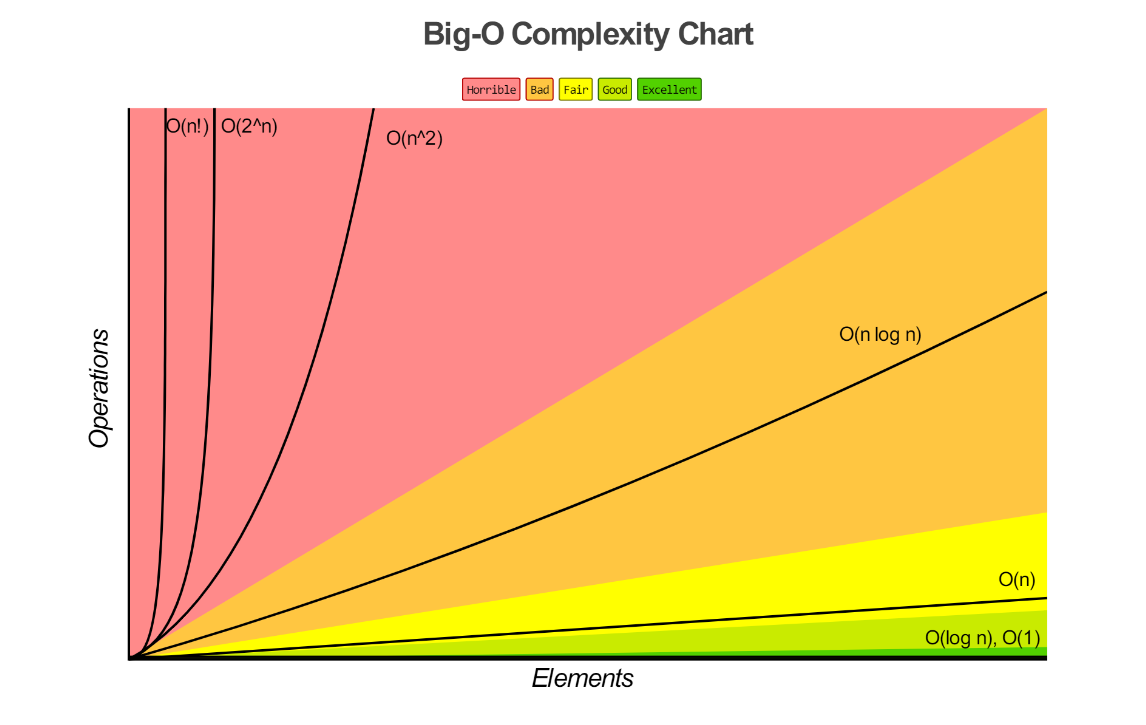 Big-O Complexity Chart
Horrible Bad Fair Good Excellent
O(n!) O(2^n)
O(n^2)
O(n log n)
O(n)
O(log n), O(1)
Operations
Elements